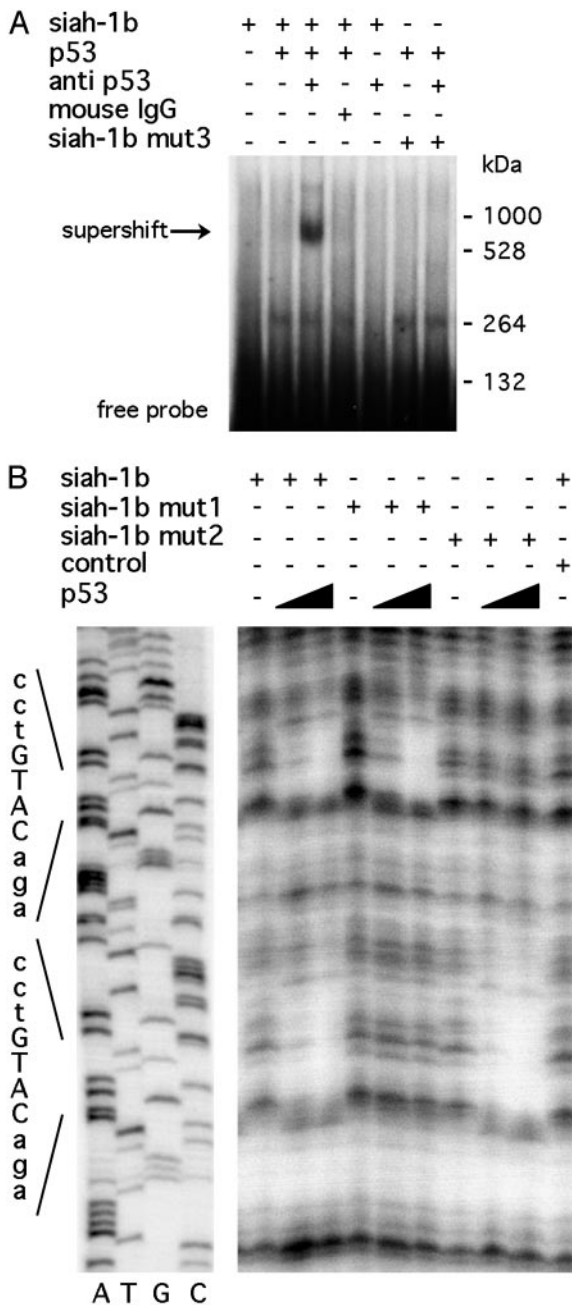 A
siah-1b + + + + + - -
p53 - + + + - + +
anti p53 - - + - + - +
mouse IgG - - - + - - -
siah-1b mut3 - - - - - + +
kDa
supershift
- 1000
- 528
- 264
- 132
free probe
B
siah-1b + + + - - - - - - +
siah-1b mut1 - - - + + + - - - -
siah-1b mut2 - - - - - - + + + -
control - - - - - - - - - +
p53 - - - -
c
c
t
G
T
A
C
a
g
a
c
c
t
G
T
A
C
a
g
a
A T G C